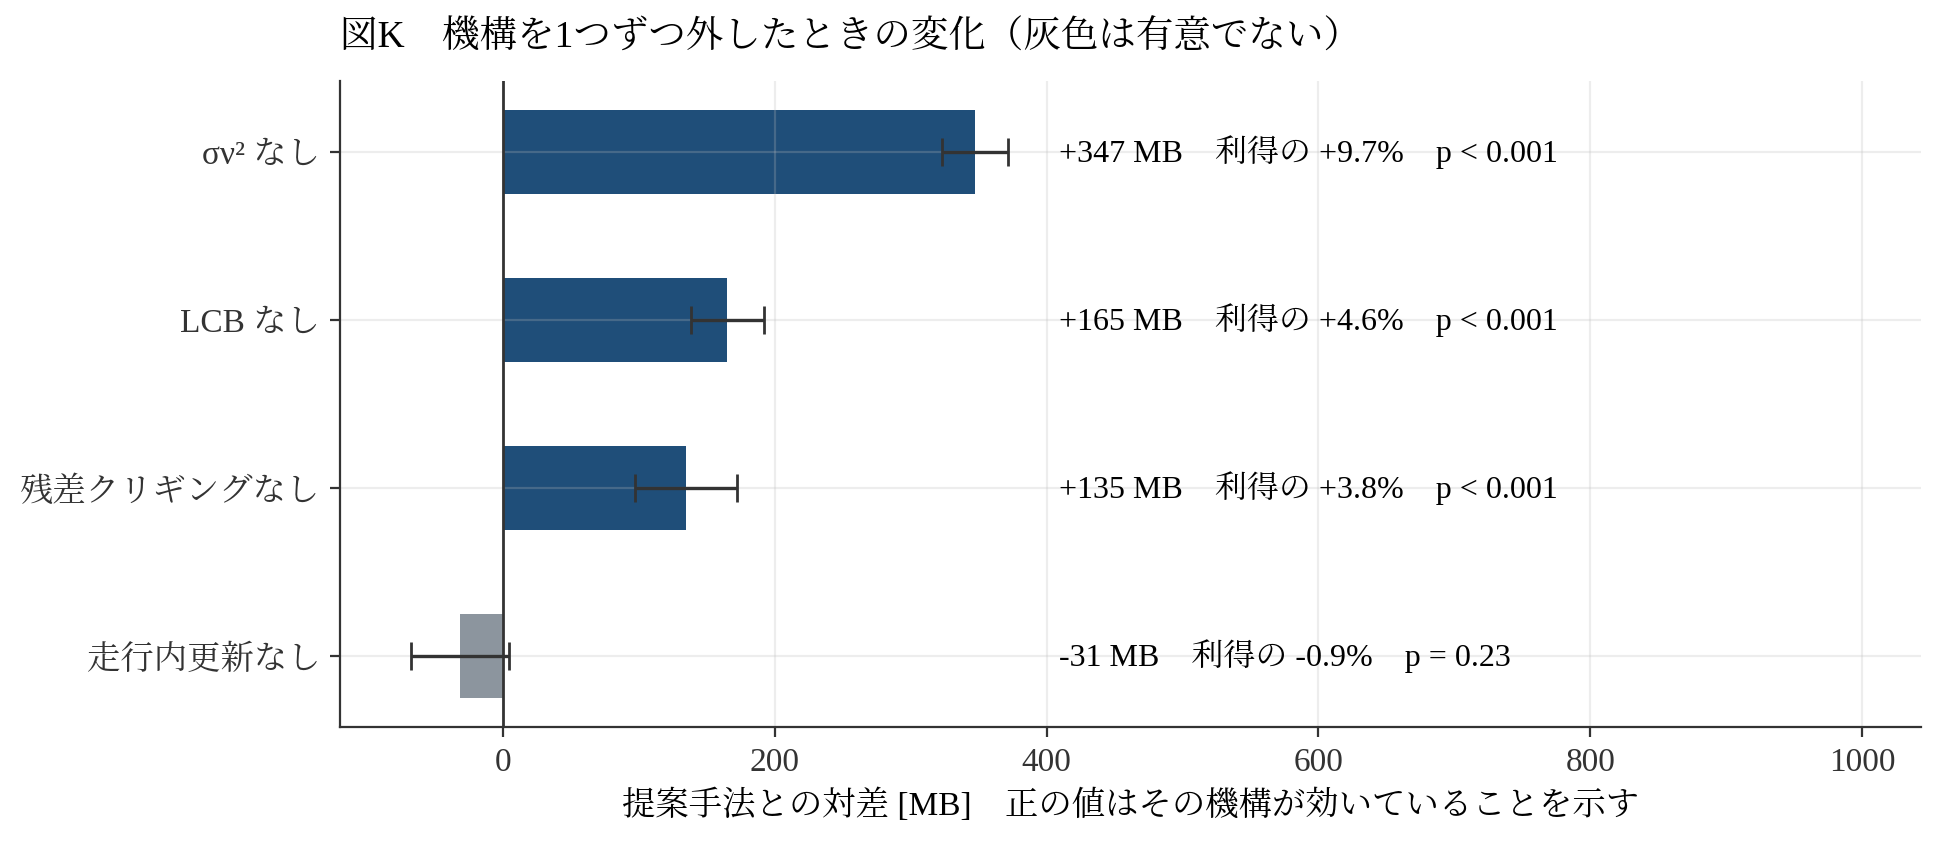 図K　機構を1つずつ外したときの変化（灰色は有意でない）
σν² なし
+347 MB　利得の +9.7%　p < 0.001
LCB なし
+165 MB　利得の +4.6%　p < 0.001
残差クリギングなし
+135 MB　利得の +3.8%　p < 0.001
走行内更新なし
-31 MB　利得の -0.9%　p = 0.23
0 200 400 600 800 1000
提案手法との対差 [MB]　正の値はその機構が効いていることを示す